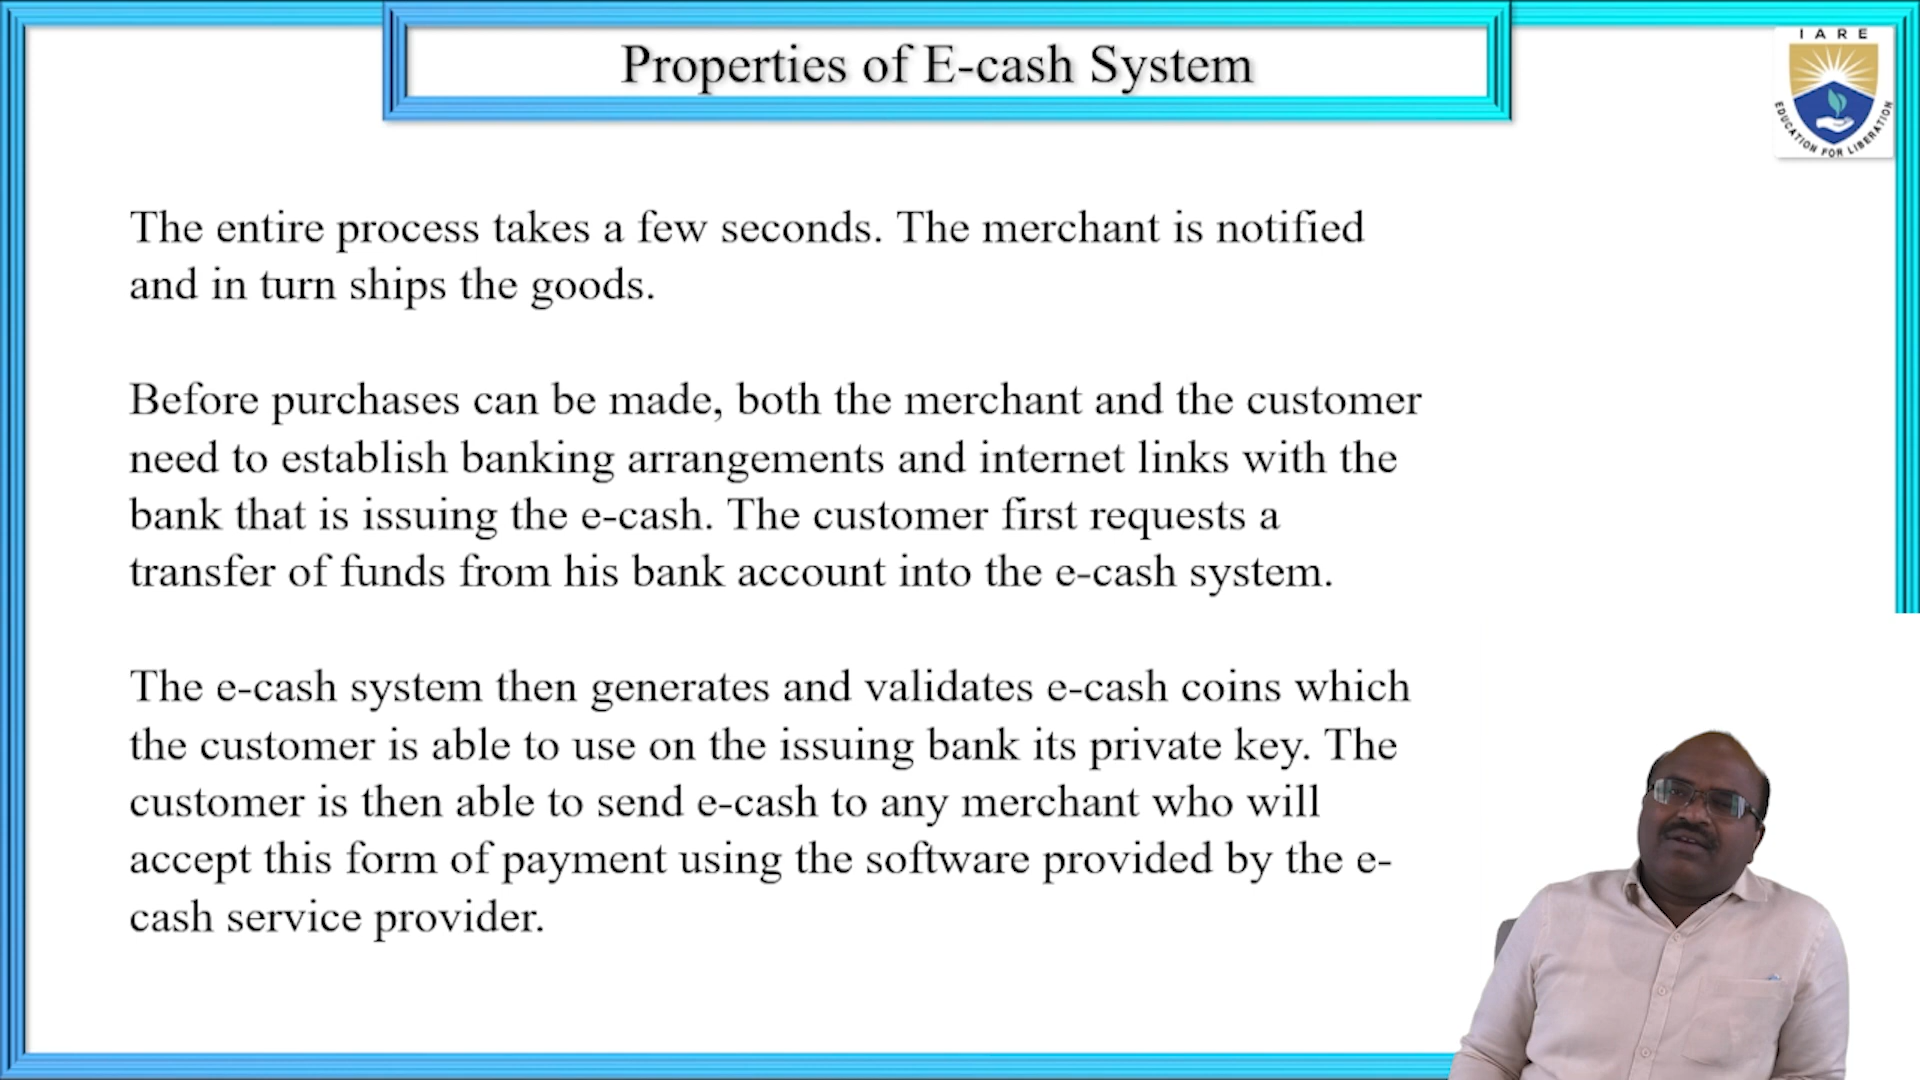 Properties of E-cash System
IARE
EDUCATION FOR LIBERATION
The entire process takes a few seconds. The merchant is notified
and in turn ships the goods.
Before purchases can be made, both the merchant and the customer
need to establish banking arrangements and internet links with the
bank that is issuing the e-cash. The customer first requests a
transfer of funds from his bank account into the e-cash system.
The e-cash system then generates and validates e-cash coins which
the customer is able to use on the issuing bank its private key. The
customer is then able to send e-cash to any merchant who will
accept this form of payment using the software provided by the e-
cash service provider.